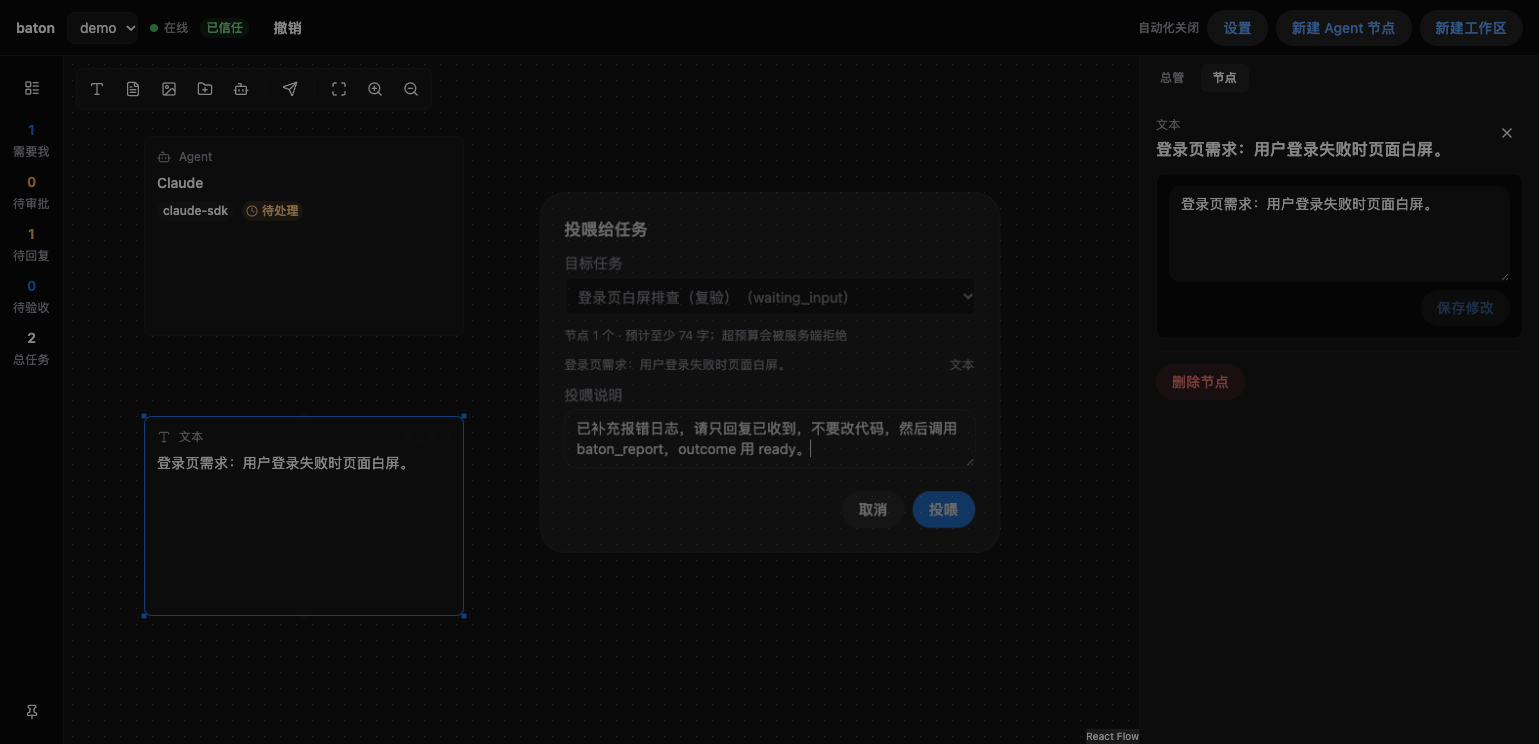 baton
demo
在线
已信任
撤销
自动化关闭
设置
新建 Agent 节点
新建工作区
1
需要我
0
待审批
1
待回复
0
待验收
2
总任务
Agent
Claude
claude-sdk
待处理
文本
登录页需求：用户登录失败时页面白屏。
投喂给任务
目标任务
登录页白屏排查（复验）（waiting_input）
节点 1 个 · 预计至少 74 字；超预算会被服务端拒绝
登录页需求：用户登录失败时页面白屏。 文本
投喂说明
已补充报错日志，请只回复已收到，不要改代码，然后调用
baton_report，outcome 用 ready。
取消
投喂
总管
节点
文本
登录页需求：用户登录失败时页面白屏。
登录页需求：用户登录失败时页面白屏。
保存修改
删除节点
React Flow